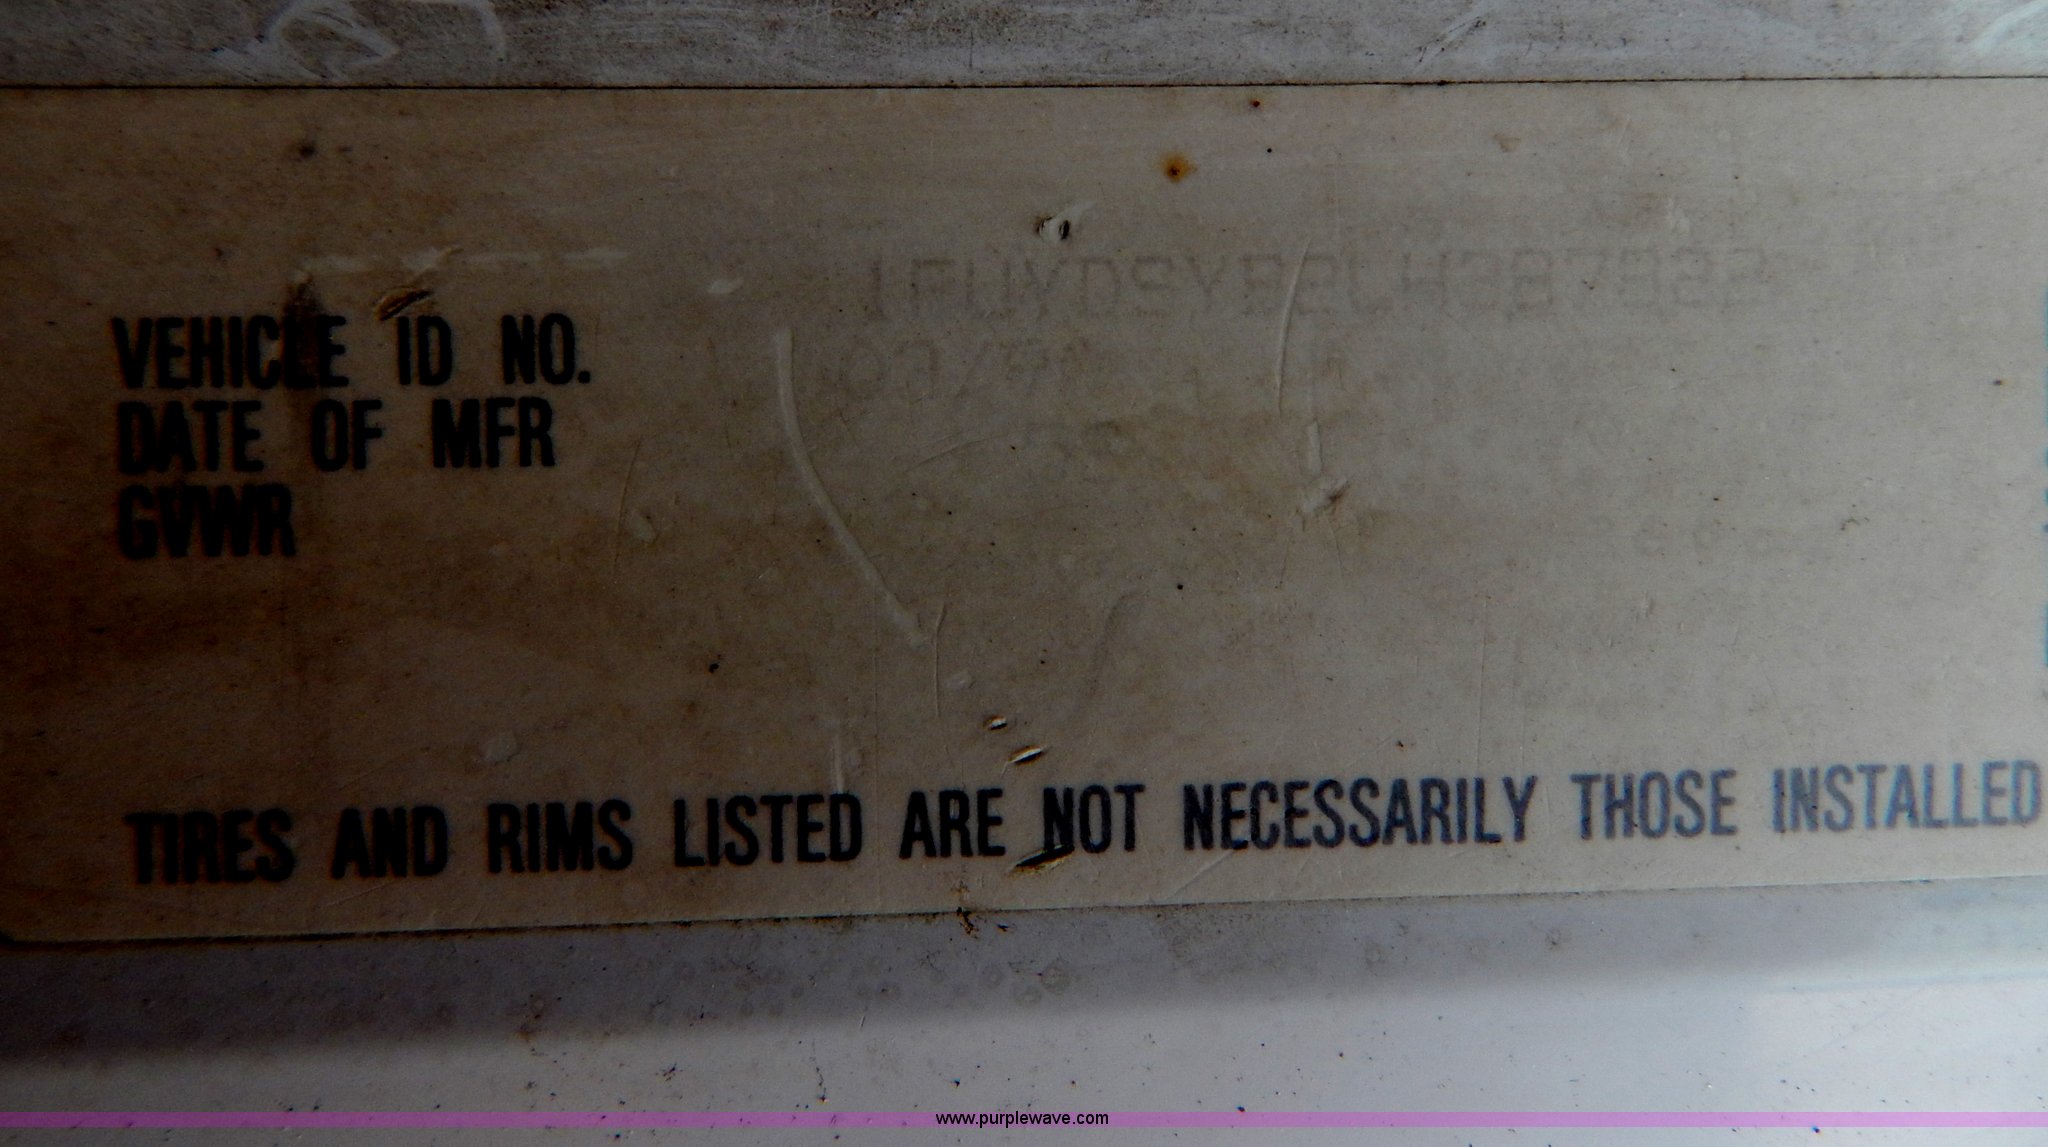 VEHICLE ID NO.
DATE OF MFR
GVWR
TIRES AND RIMS LISTED ARE NOT NECESSARILY THOSE INSTALLED
www.purplewave.com